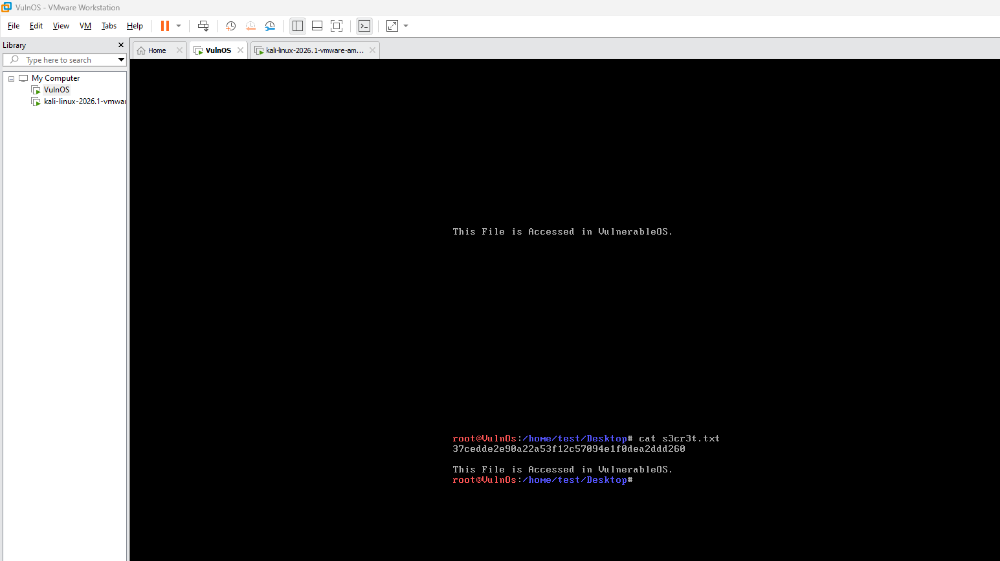 VulnOS - VMware Workstation
File Edit View VM Tabs Help
Library
Type here to search
My Computer
VulnOS
kali-linux-2026.1-vmwar
Home
VulnOS
kali-linux-2026.1-vmware-am...
This File is Accessed in VulnerableOS.
root@VulnOs:/home/test/Desktop# cat s3cr3t.txt
37cedde2e90a22a53f12c57094e1f0dea2ddd260
This File is Accessed in VulnerableOS.
root@VulnOs:/home/test/Desktop#